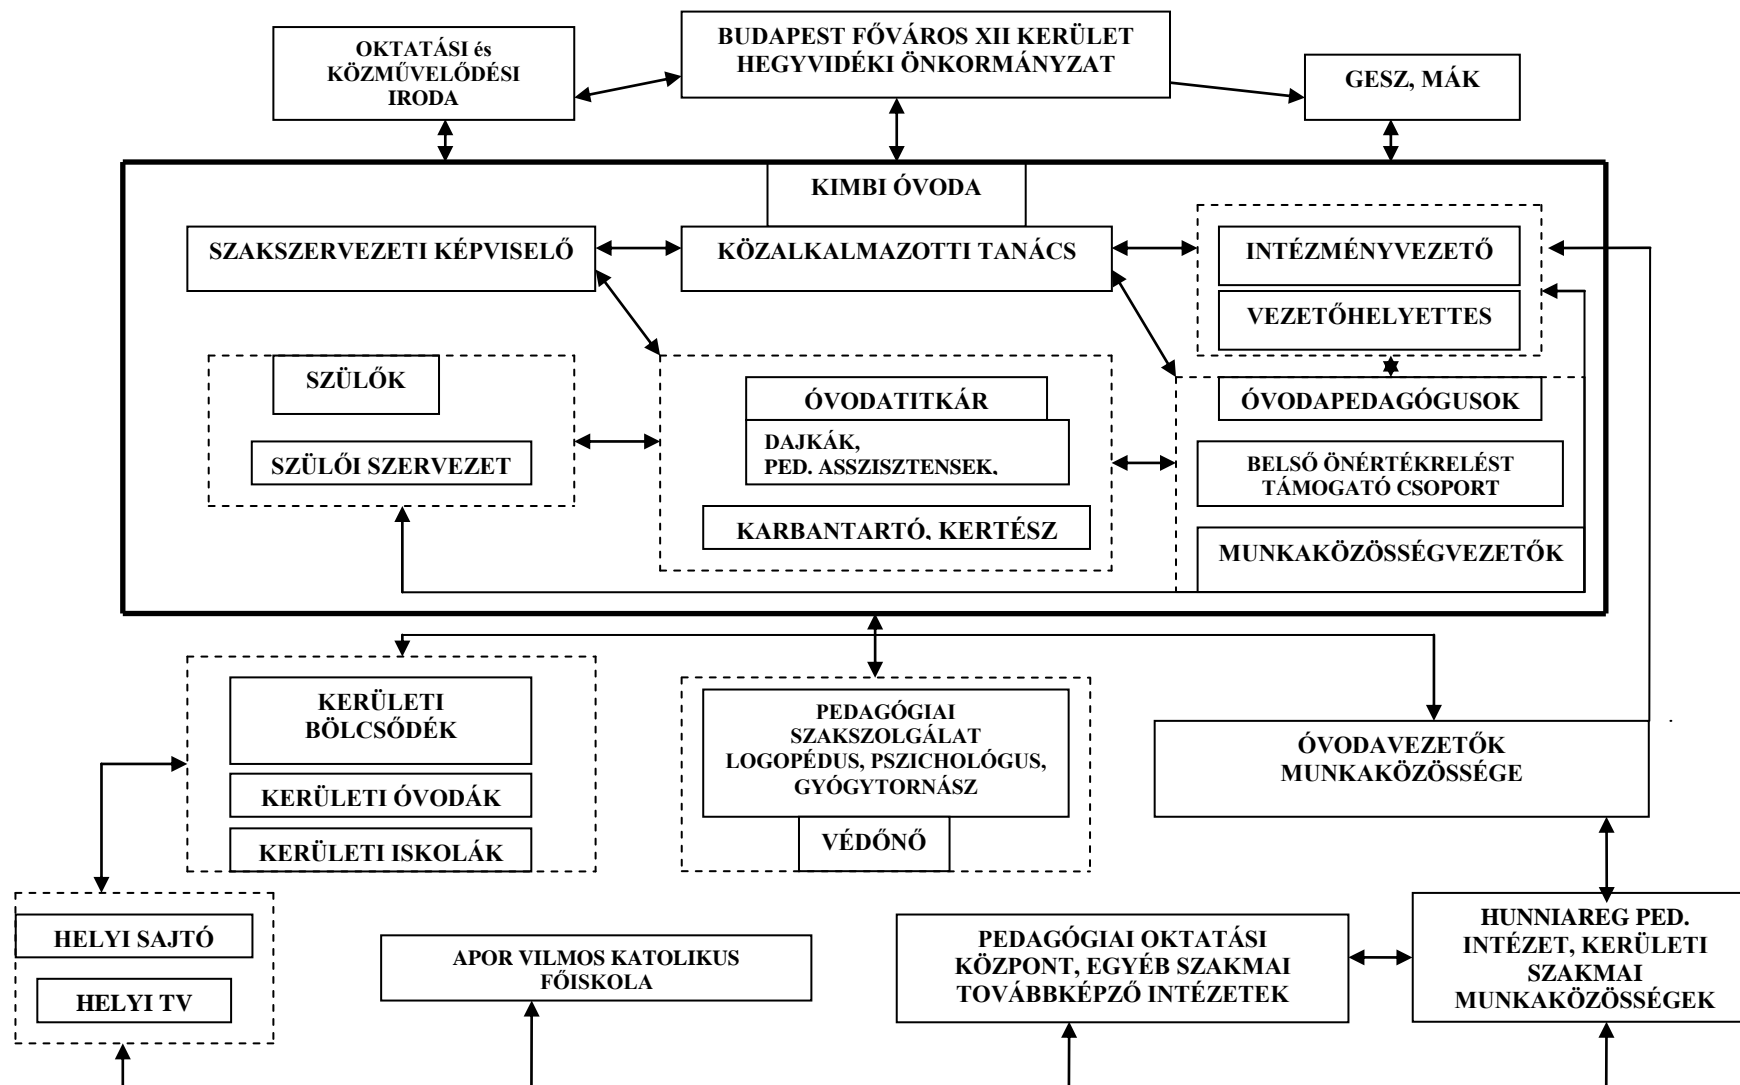 OKTATÁSI és
KÖZMŰVELŐDÉSI
IRODA
BUDAPEST FŐVÁROS XII KERÜLET
HEGYVIDÉKI ÖNKORMÁNYZAT
GESZ, MÁK
KIMBI ÓVODA
SZAKSZERVEZETI KÉPVISELŐ
KÖZALKALMAZOTTI TANÁCS
INTÉZMÉNYVEZETŐ
VEZETŐHELYETTES
SZÜLŐK
SZÜLŐI SZERVEZET
ÓVODATITKÁR
DAJKÁK,
PED. ASSZISZTENSEK,
KARBANTARTÓ, KERTÉSZ
ÓVODAPEDAGÓGUSOK
BELSŐ ÖNÉRTÉKRELÉST
TÁMOGATÓ CSOPORT
MUNKAKÖZÖSSÉGVEZETŐK
KERÜLETI
BÖLCSŐDÉK
KERÜLETI ÓVODÁK
KERÜLETI ISKOLÁK
PEDAGÓGIAI
SZAKSZOLGÁLAT
LOGOPÉDUS, PSZICHOLÓGUS,
GYÓGYTORNÁSZ
VÉDŐNŐ
ÓVODAVEZETŐK
MUNKAKÖZÖSSÉGE
HELYI SAJTÓ
HELYI TV
APOR VILMOS KATOLIKUS
FŐISKOLA
PEDAGÓGIAI OKTATÁSI
KÖZPONT, EGYÉB SZAKMAI
TOVÁBBKÉPZŐ INTÉZETEK
HUNNIAREG PED.
INTÉZET, KERÜLETI
SZAKMAI
MUNKAKÖZÖSSÉGEK